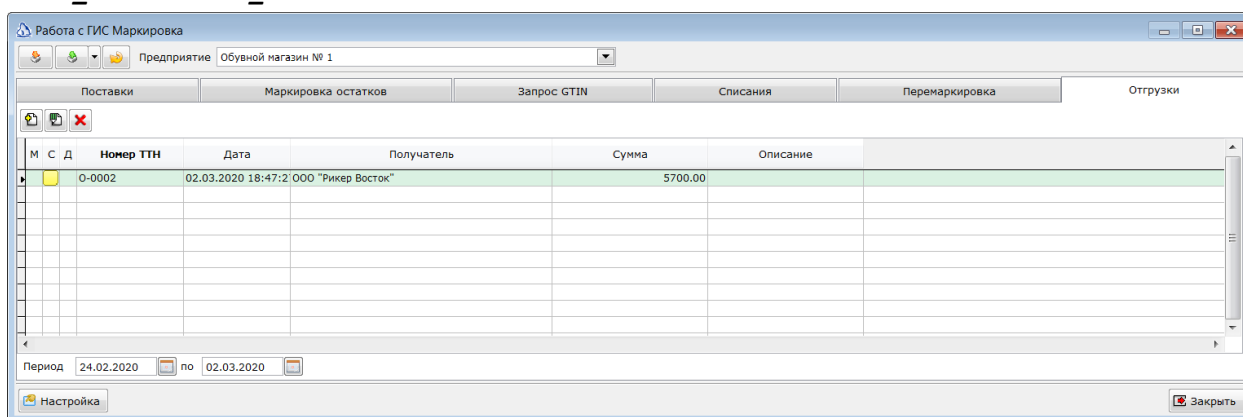 Работа с ГИС Маркировка
Предприятие Обувной магазин № 1
Поставки Маркировка остатков Запрос GTIN Списания Перемаркировка Отгрузки
М С Д Номер ТТН Дата Получатель Сумма Описание
О-0002 02.03.2020 18:47:2 ООО "Рикер Восток" 5700.00
Период 24.02.2020 по 02.03.2020
Настройка Закрыть